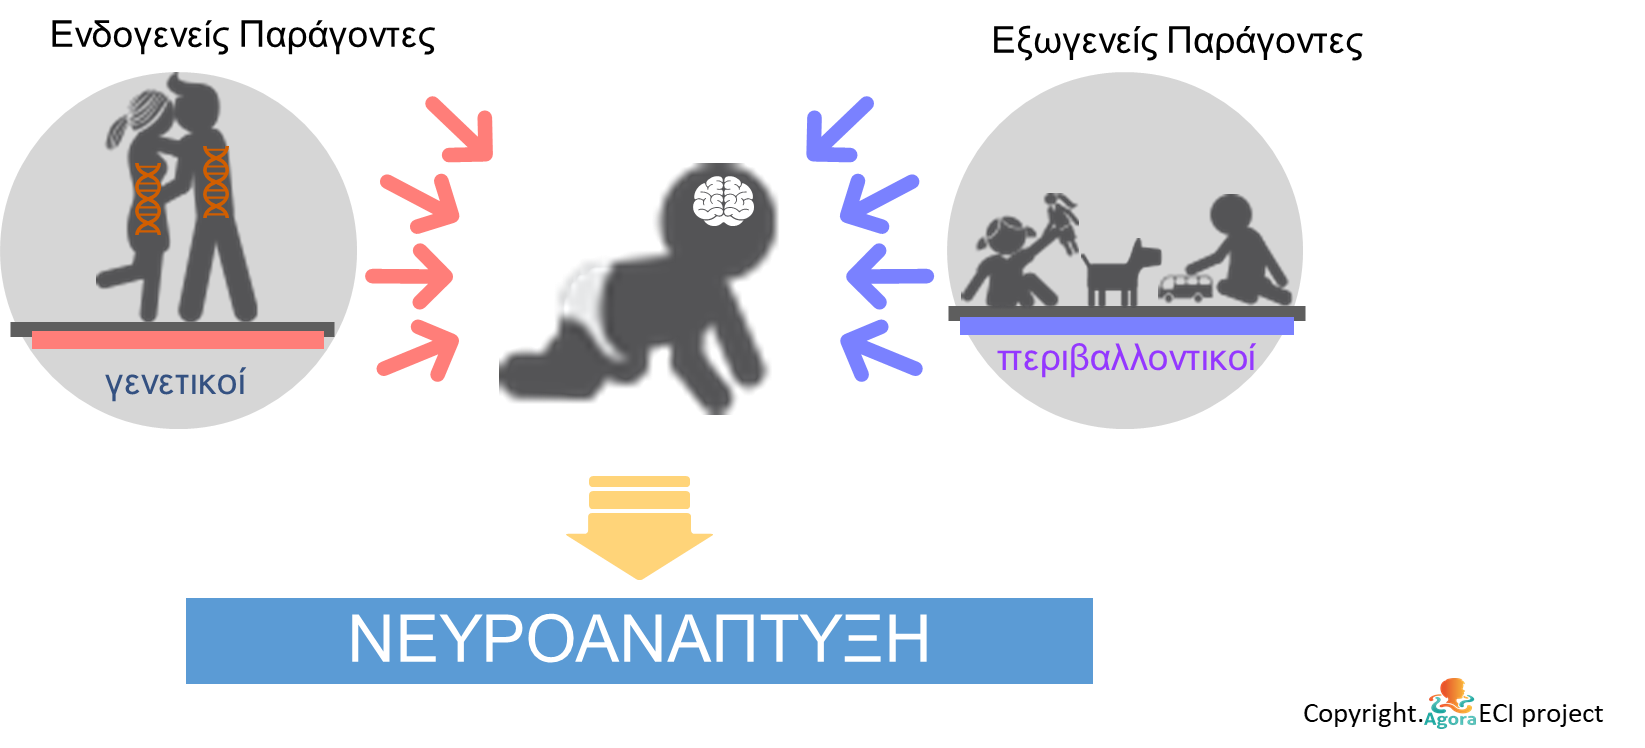 Ενδογενείς Παράγοντες
Εξωγενείς Παράγοντες
γενετικοί
περιβαλλοντικοί
ΝΕΥΡΟΑΝΑΠΤΥΞΗ
Copyright. Agora ECI project